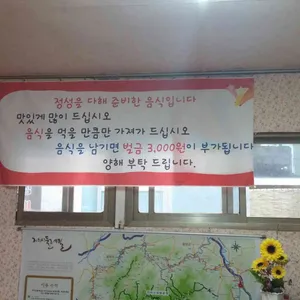 정성을 다해 준비한 음식입니다
맛있게 많이 드십시오
음식을 먹을 만큼만 가져가 드십시오
음식을 남기면 벌금 3,000원이 부가됩니다
양해 부탁 드립니다.